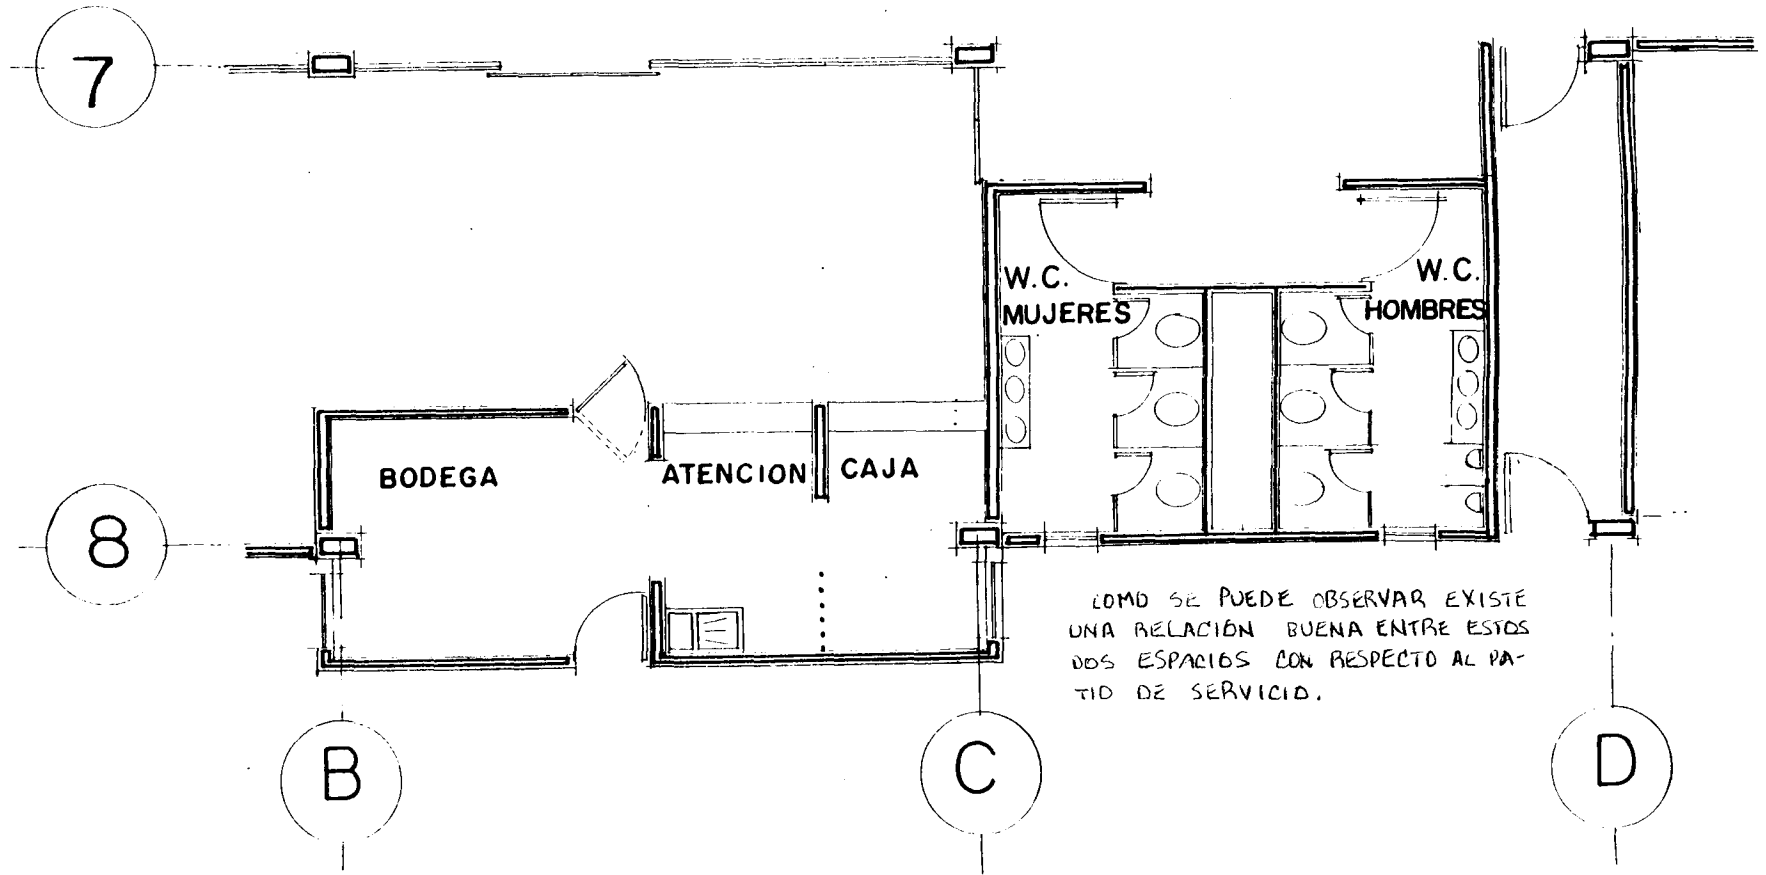 7
W.C.
MUJERES
W.C.
HOMBRES
BODEGA
ATENCION
CAJA
8
COMO SE PUEDE OBSERVAR EXISTE
UNA RELACIÓN BUENA ENTRE ESTOS
DOS ESPACIOS CON RESPECTO AL PA-
TIO DE SERVICIO.
B
C
D